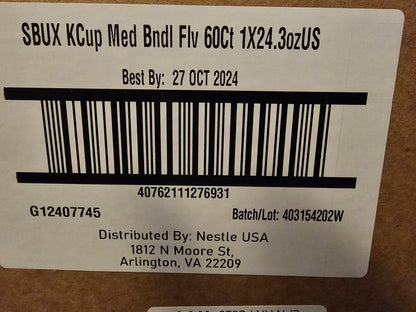 SBUX KCup Med Bndl Flv 60Ct 1X24.3ozUS
Best By: 27 OCT 2024
40762111276931
G12407745
Batch/Lot: 403154202W
Distributed By: Nestle USA
1812 N Moore St,
Arlington, VA 22209